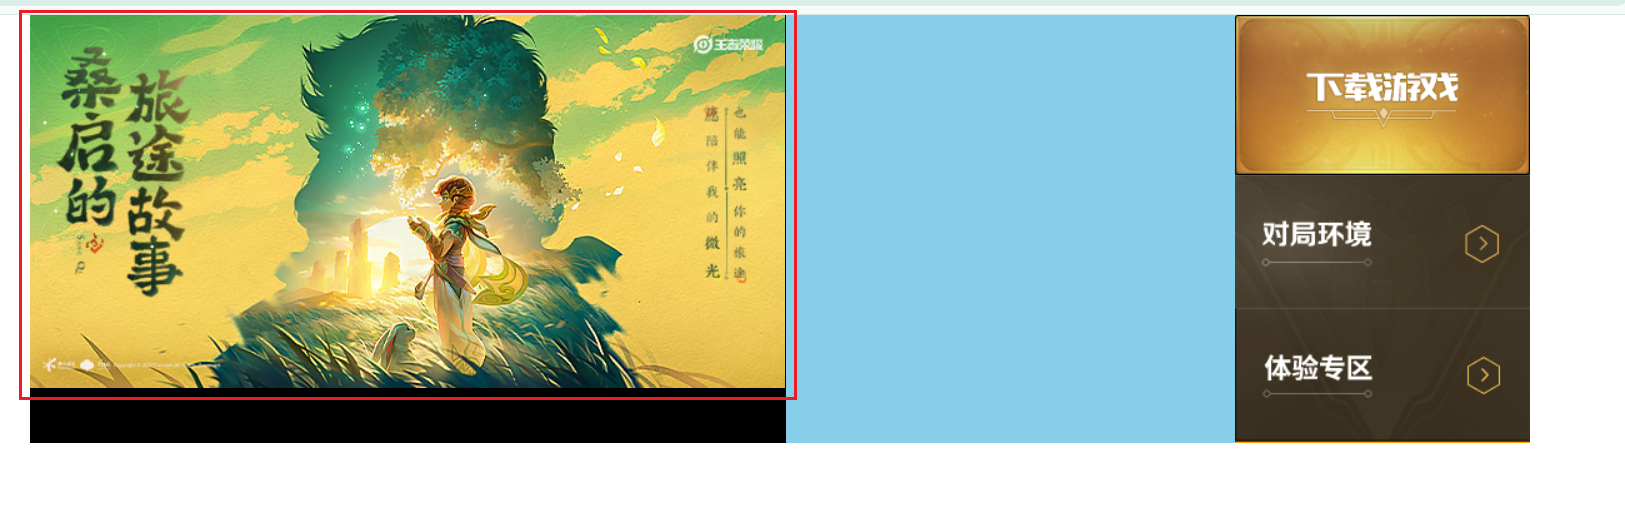 桑启的
旅途故事
王者荣耀
也能照亮你的旅途
陪伴我的微光
下载游戏
对局环境
体验专区